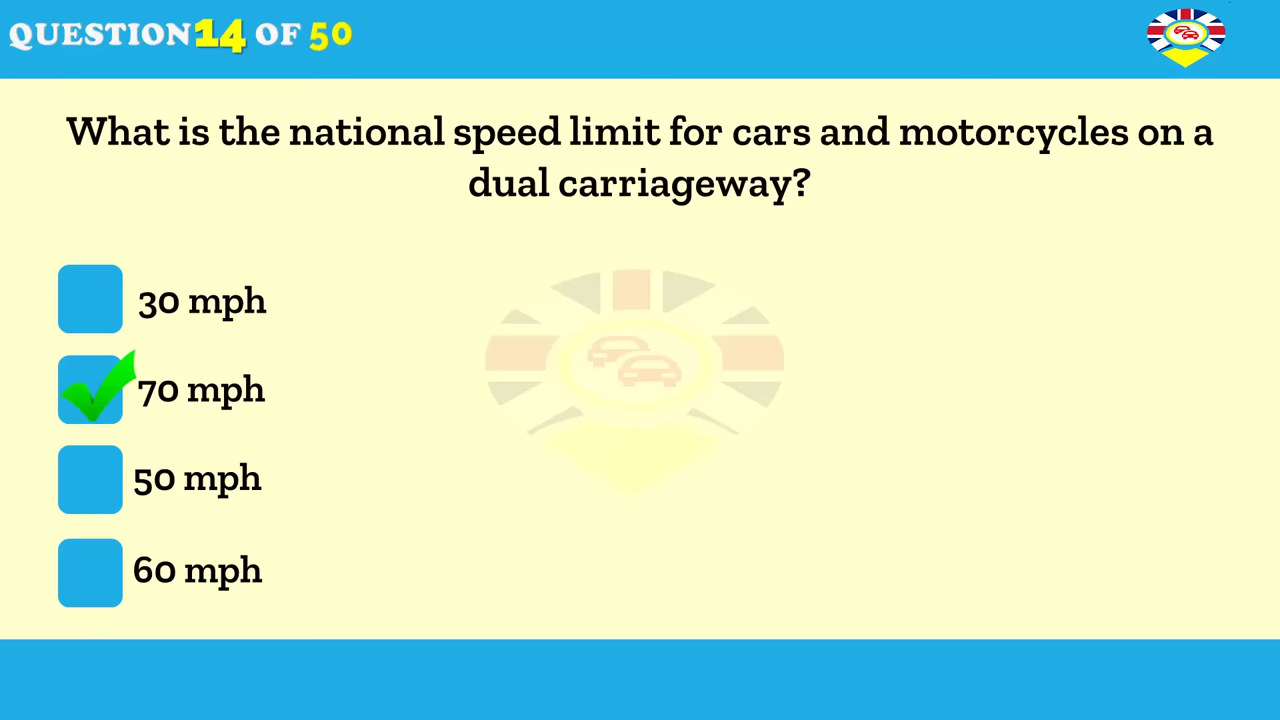 QUESTION 14 OF 50
What is the national speed limit for cars and motorcycles on a
dual carriageway?
30 mph
70 mph
50 mph
60 mph